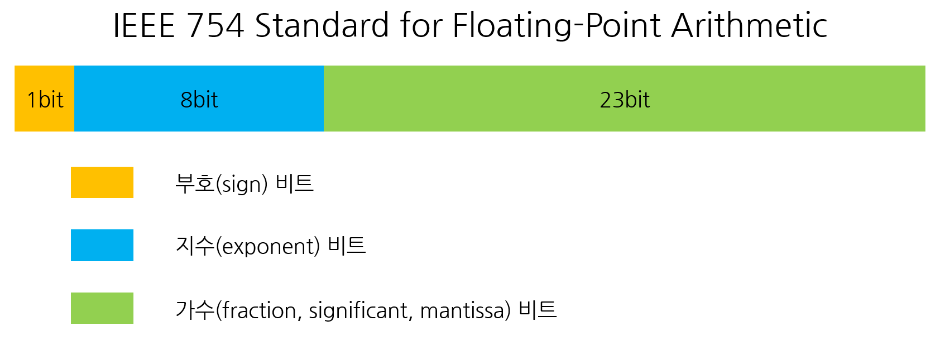 IEEE 754 Standard for Floating-Point Arithmetic
1bit 8bit 23bit
부호(sign) 비트
지수(exponent) 비트
가수(fraction, significant, mantissa) 비트